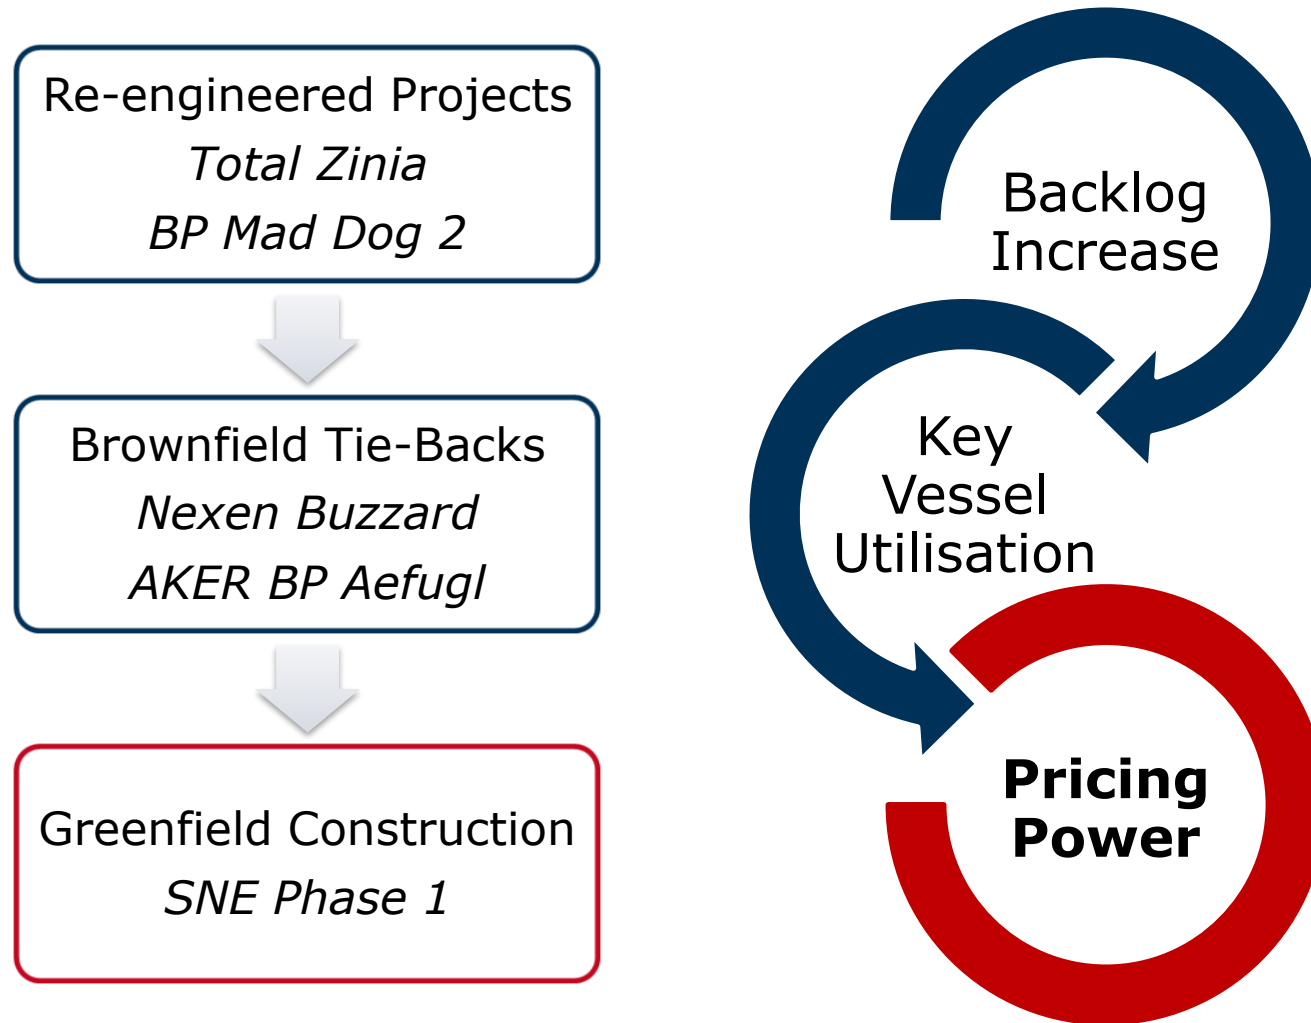 Re-engineered Projects
Total Zinia
BP Mad Dog 2
Brownfield Tie-Backs
Nexen Buzzard
AKER BP Aefugl
Greenfield Construction
SNE Phase 1
Backlog
Increase
Key
Vessel
Utilisation
Pricing
Power